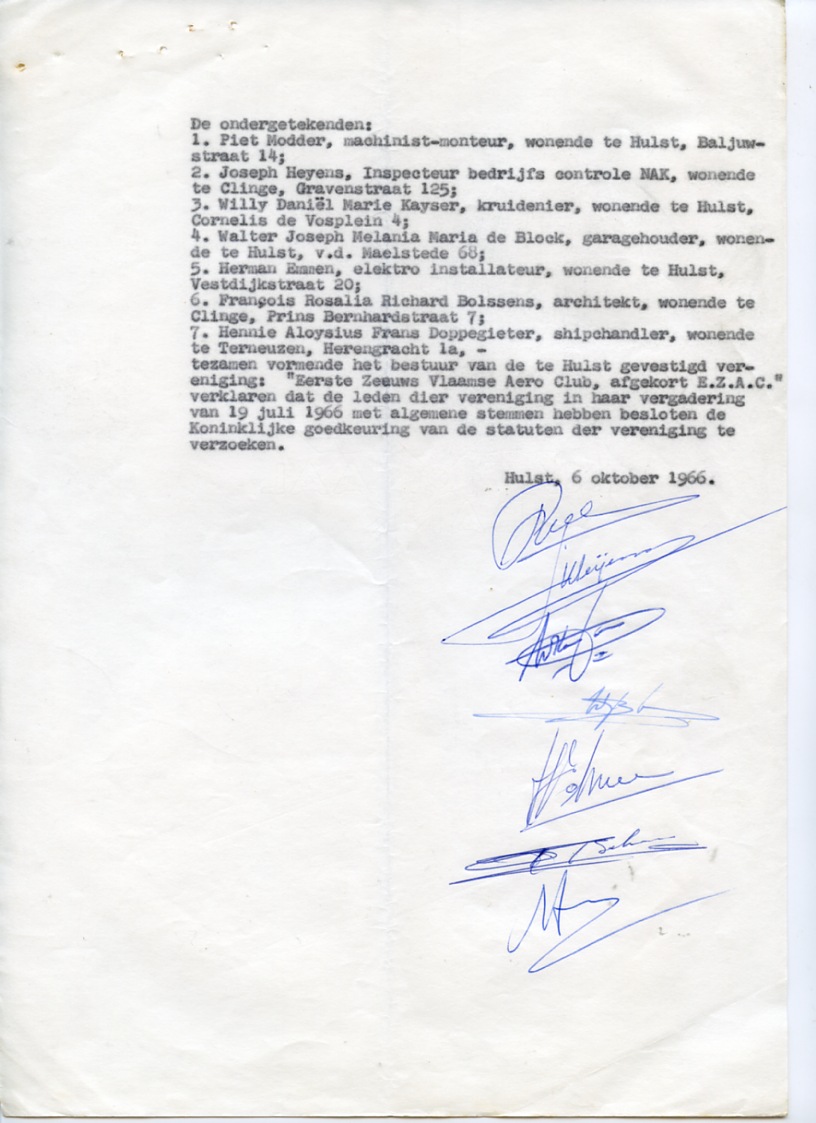 De ondergetekenden:
1. Piet Modder, machinist-monteur, wonende te Hulst, Baljuw-
straat 14;
2. Joseph Heyens, Inspecteur bedrijfs controle NAK, wonende
te Clinge, Gravenstraat 125;
3. Willy Daniël Marie Kayser, kruidenier, wonende te Hulst,
Cornelis de Vosplein 4;
4. Walter Joseph Melania Maria de Block, garagehouder, wonen-
de te Hulst, v.d. Maelstede 68;
5. Herman Emmen, elektro installateur, wonende te Hulst,
Vestdijkstraat 20;
6. François Rosalia Richard Bolssens, architekt, wonende te
Clinge, Prins Bernhardstraat 7;
7. Hennie Aloysius Frans Doppegieter, shipchandler, wonende
te Terneuzen, Herengracht 1a, -
tezamen vormende het bestuur van de te Hulst gevestigd ver-
eniging: "Eerste Zeeuws Vlaamse Aero Club, afgekort E.Z.A.C."
verklaren dat de leden dier vereniging in haar vergadering
van 19 juli 1966 met algemene stemmen hebben besloten de
Koninklijke goedkeuring van de statuten der vereniging te
verzoeken.
Hulst, 6 oktober 1966.